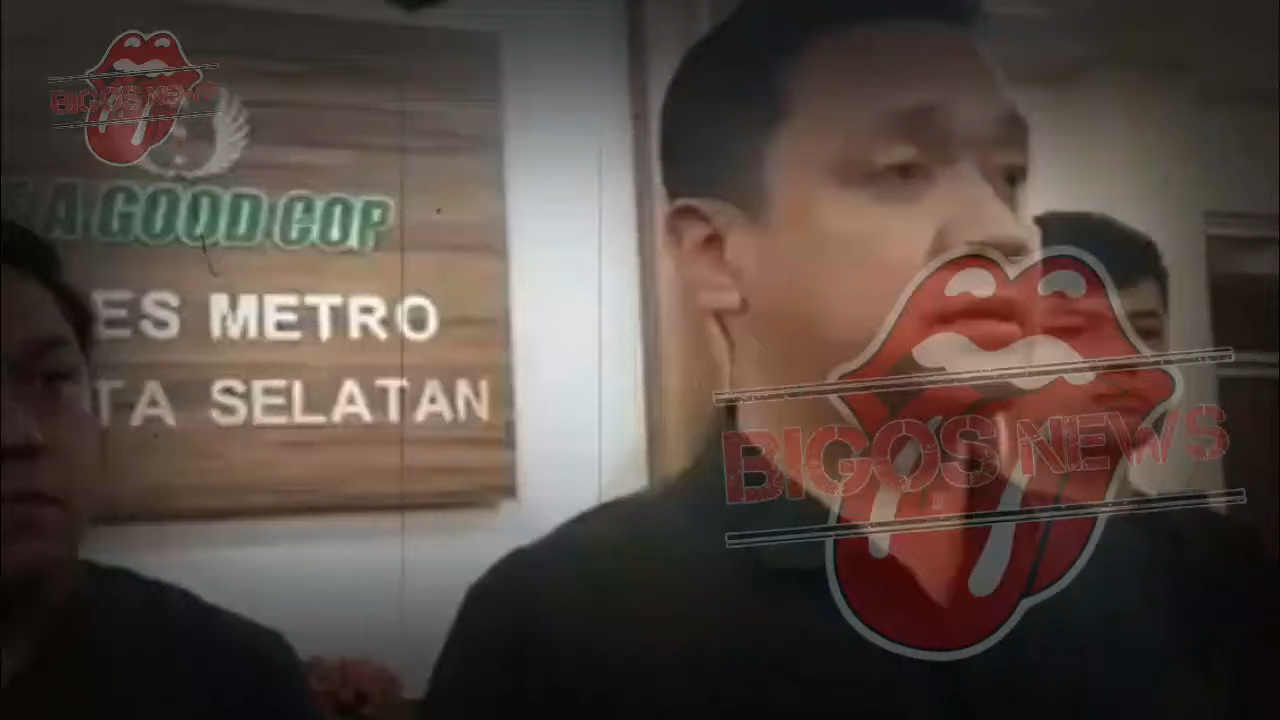 BIGOS NEWS
A GOOD COP
ES METRO
TA SELATAN
BIGOS NEWS